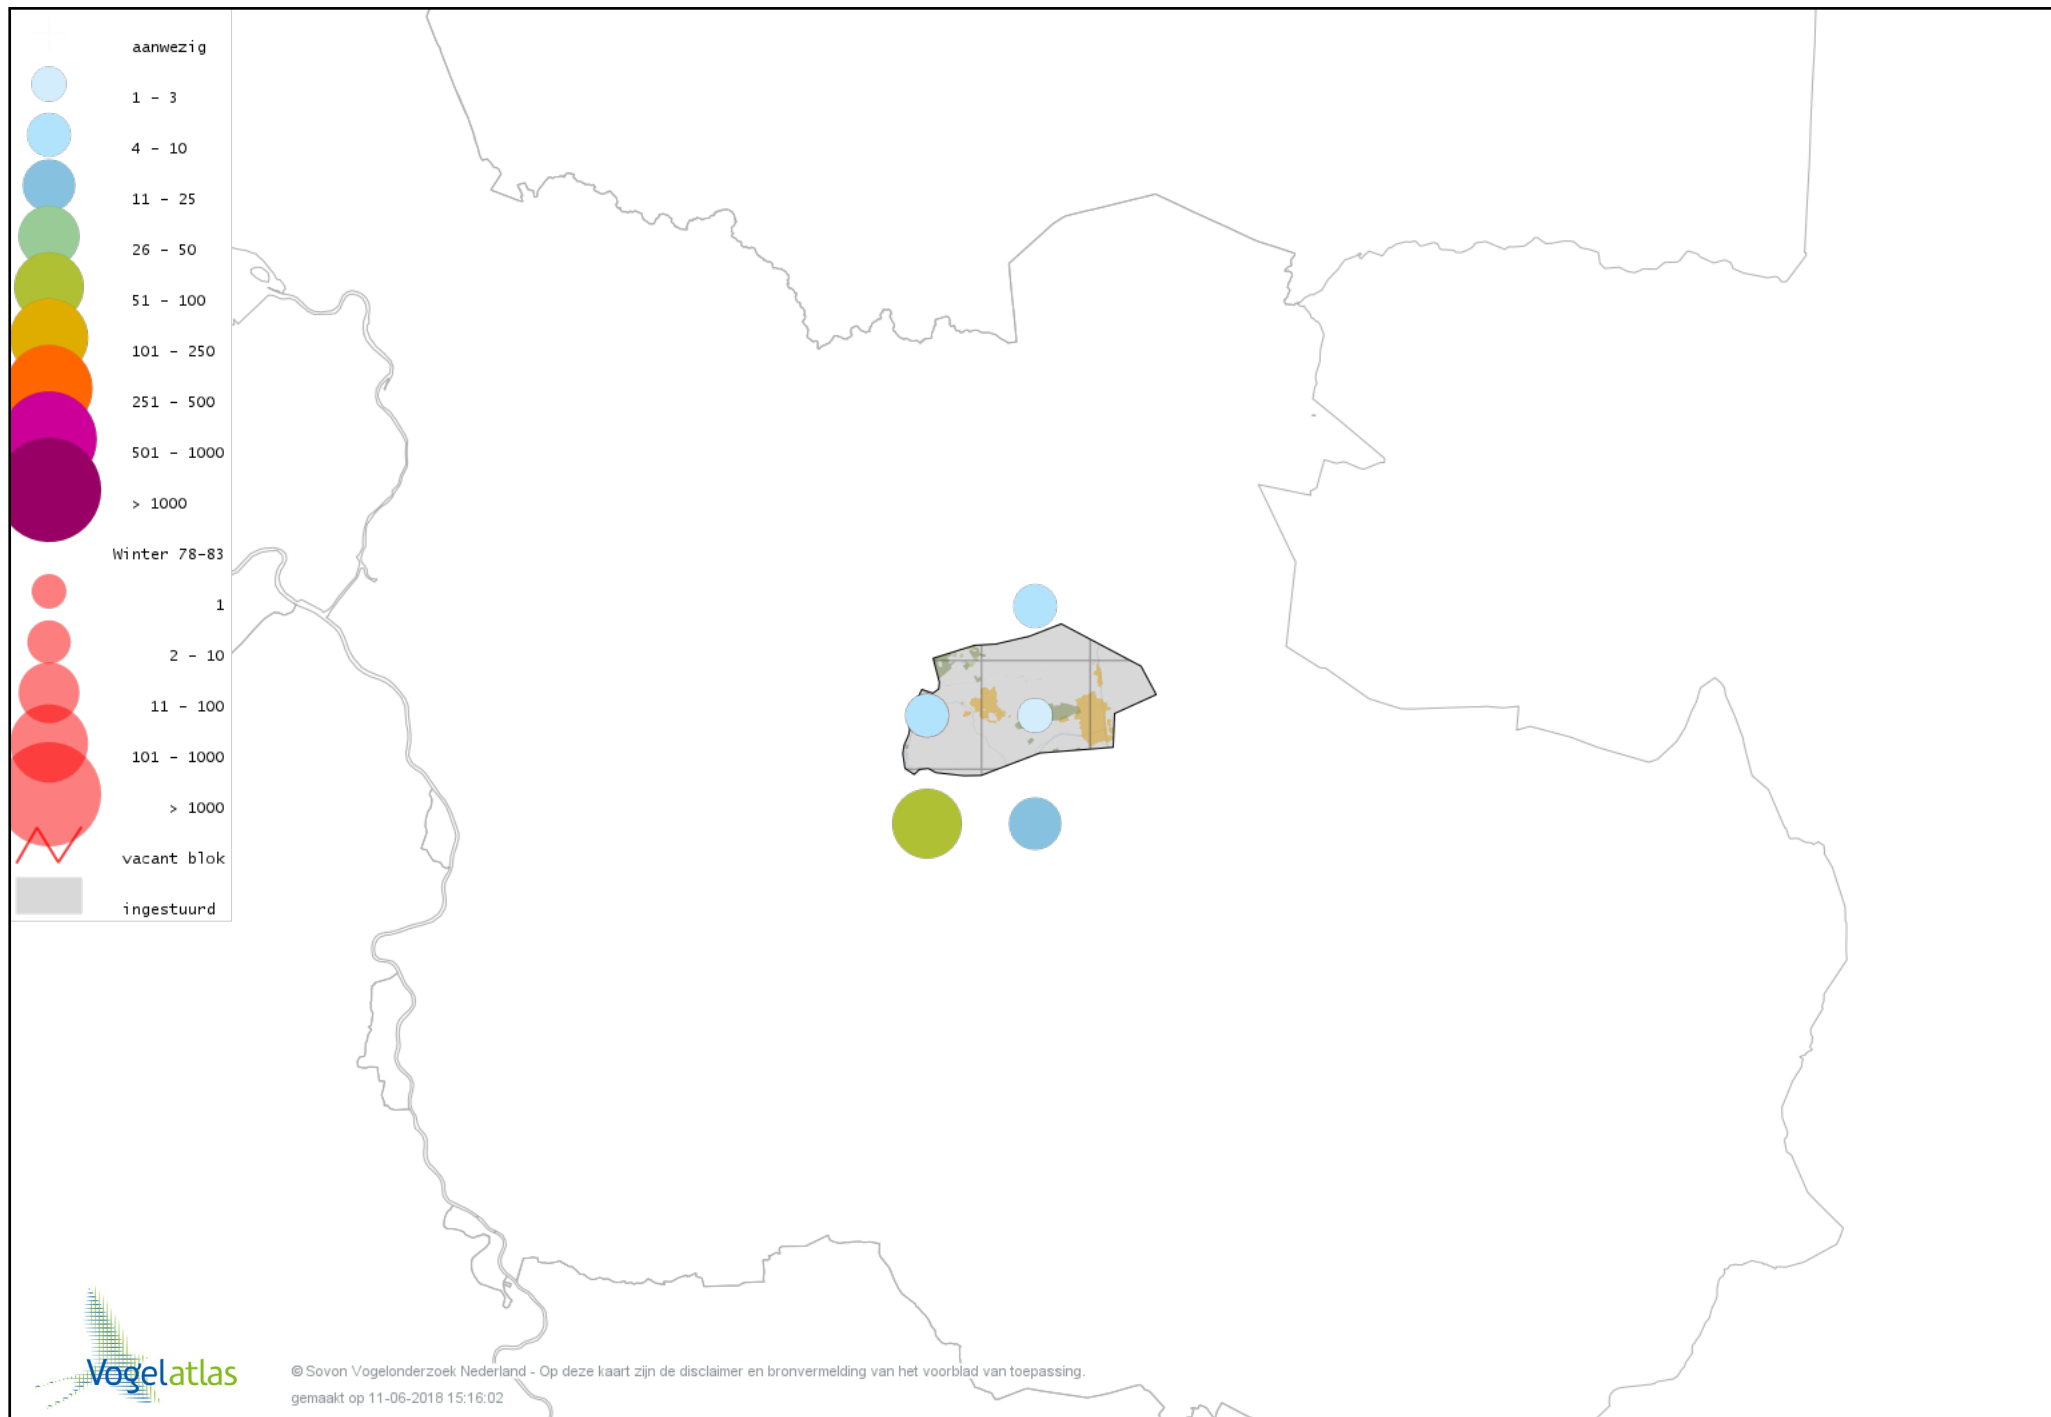 aanwezig
1 - 3
4 - 10
11 - 25
26 - 50
51 - 100
101 - 250
251 - 500
501 - 1000
> 1000
Winter 78-83
1
2 - 10
11 - 100
101 - 1000
> 1000
vacant blok
ingestuurd
Vogelatlas
© Sovon Vogelonderzoek Nederland - Op deze kaart zijn de disclaimer en bronvermelding van het voorblad van toepassing.
gemaakt op 11-06-2018 15:16:02